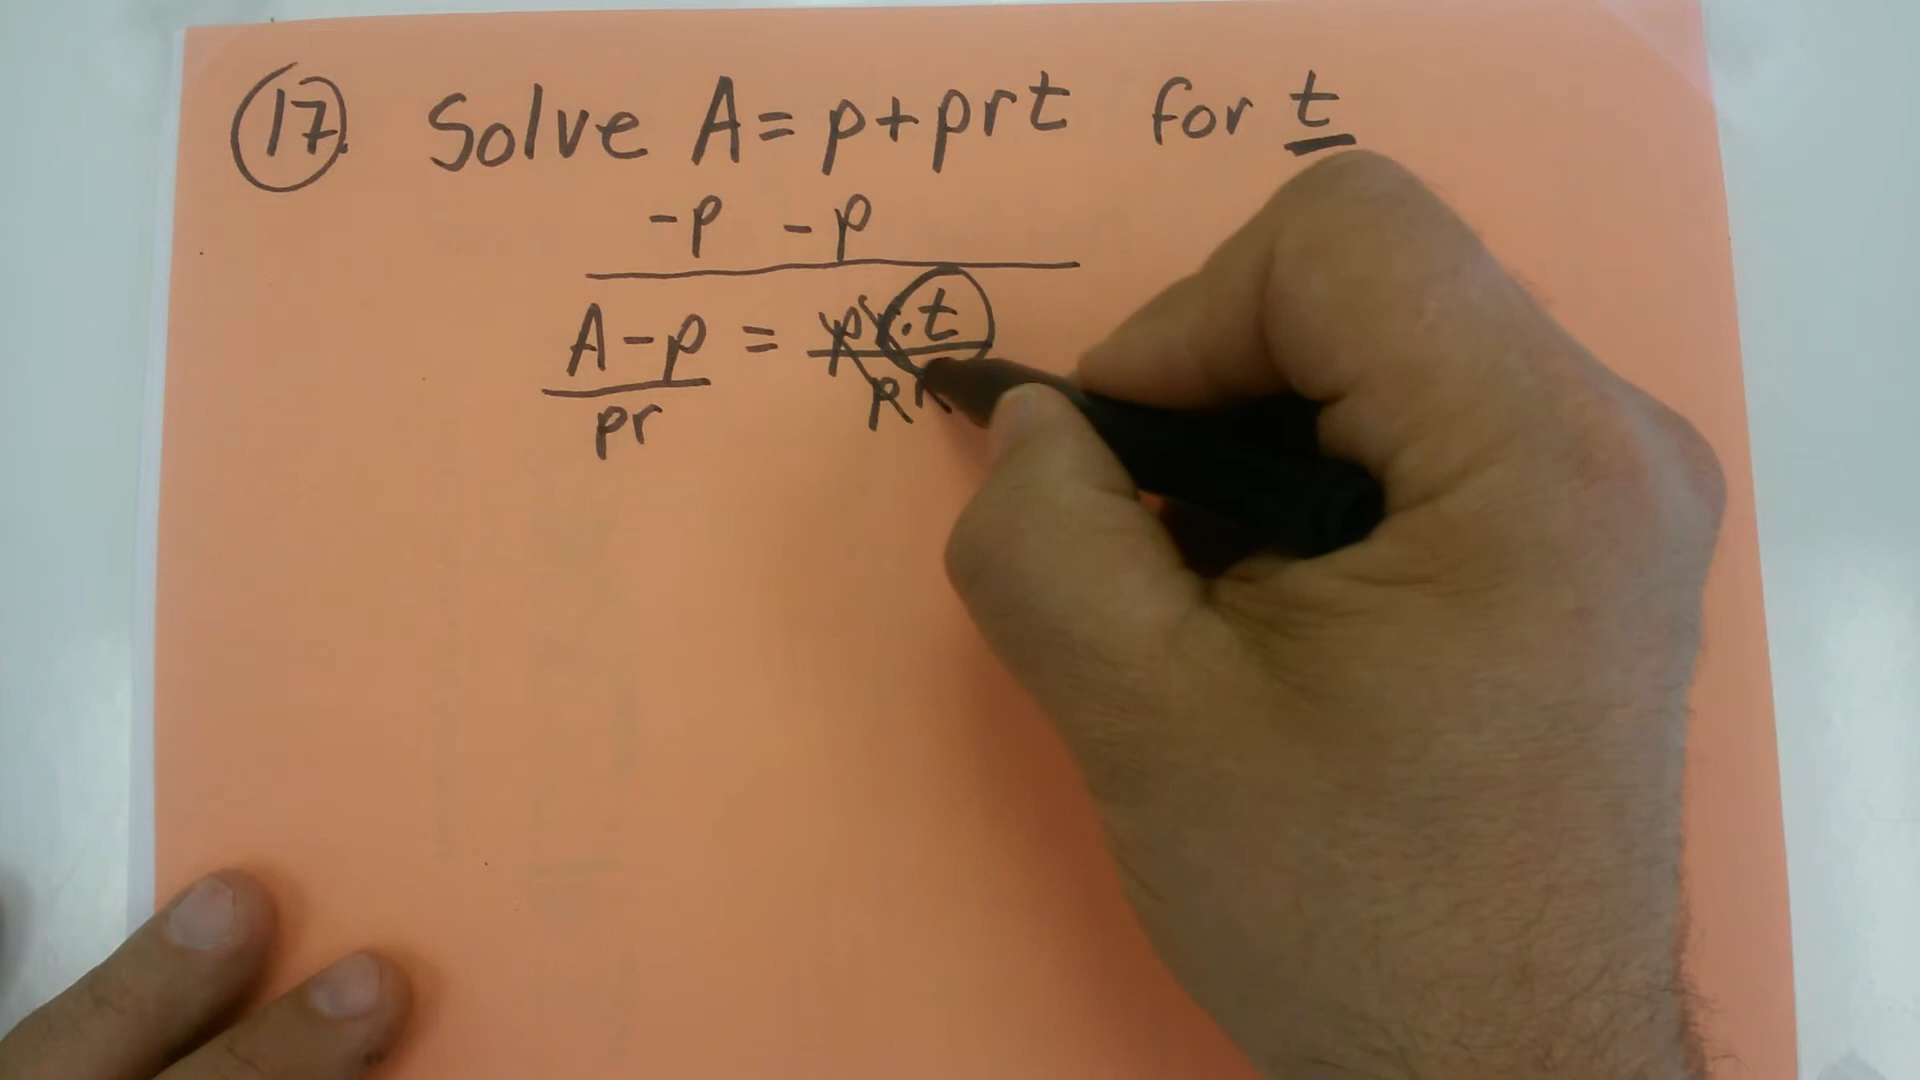 17. Solve A = p + prt for t
-p -p
A - p = pr · t
pr pr